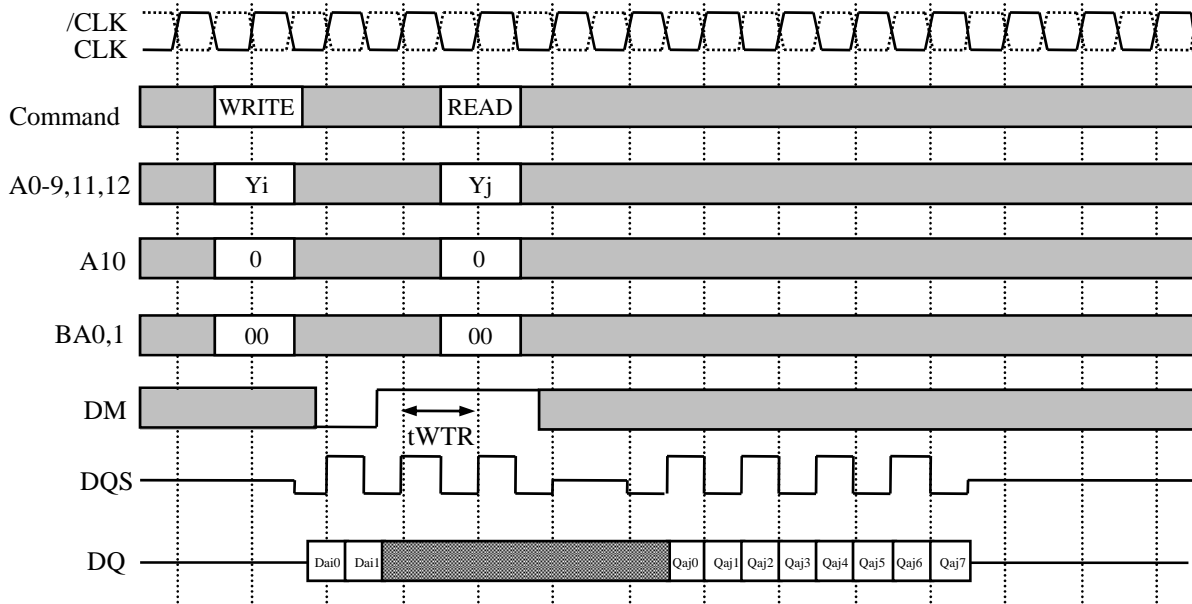 /CLK
CLK
Command WRITE READ
A0-9,11,12 Yi Yj
A10 0 0
BA0,1 00 00
DM
tWTR
DQS
DQ Dai0 Dai1 Qaj0 Qaj1 Qaj2 Qaj3 Qaj4 Qaj5 Qaj6 Qaj7